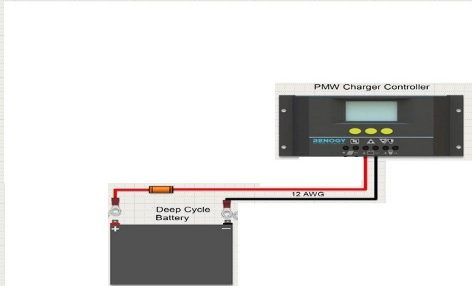 PMW Charger Controller
RENOGY
12 AWG
Deep Cycle
Battery
+
−